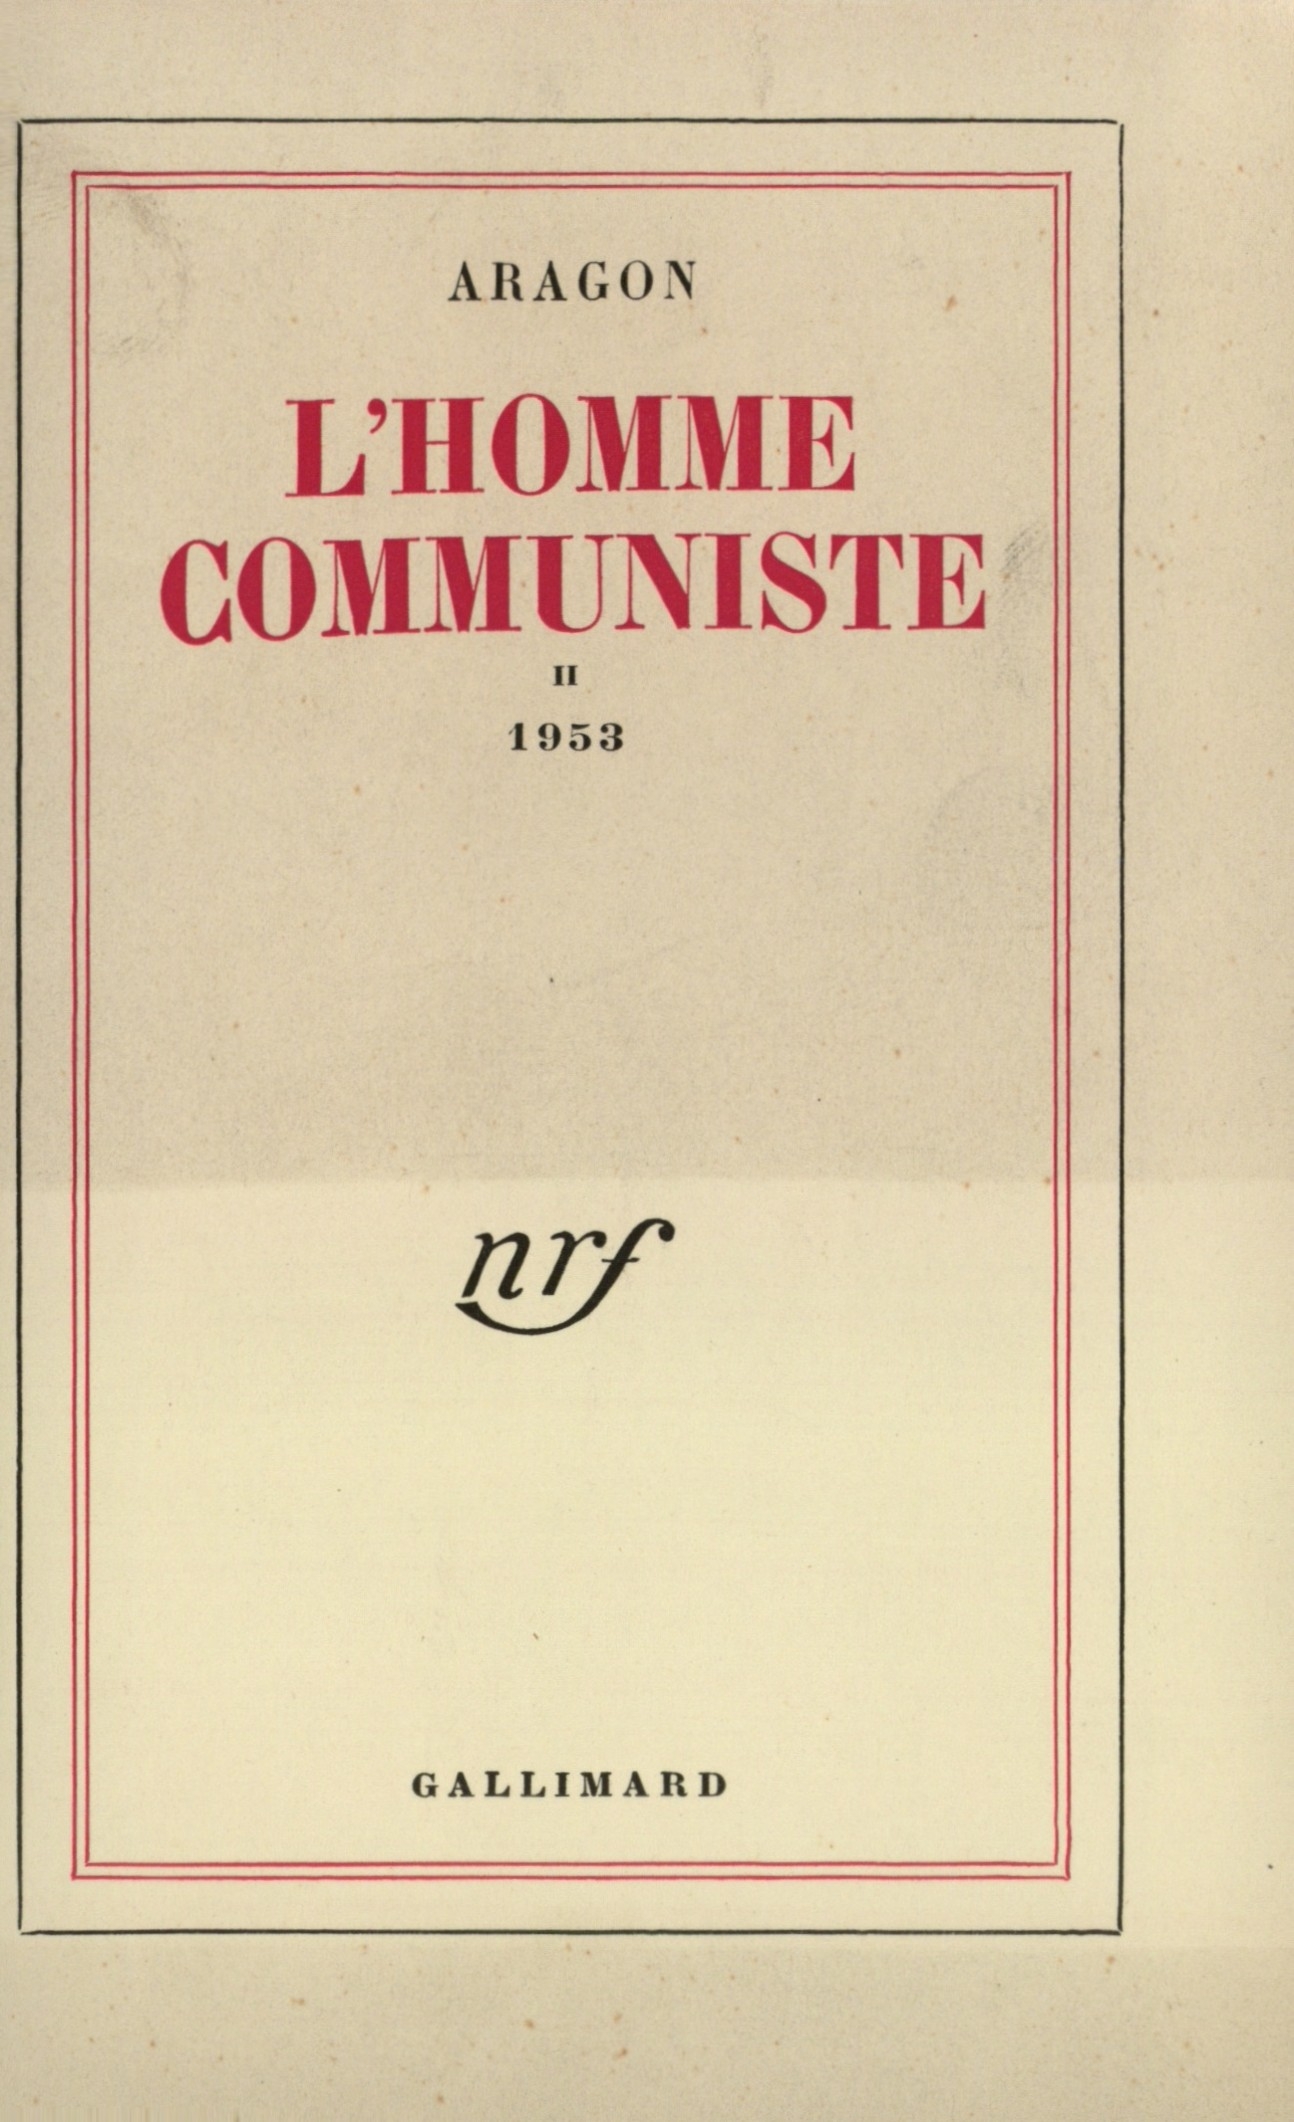 ARAGON
L'HOMME
COMMUNISTE
II
1953
nrf
GALLIMARD